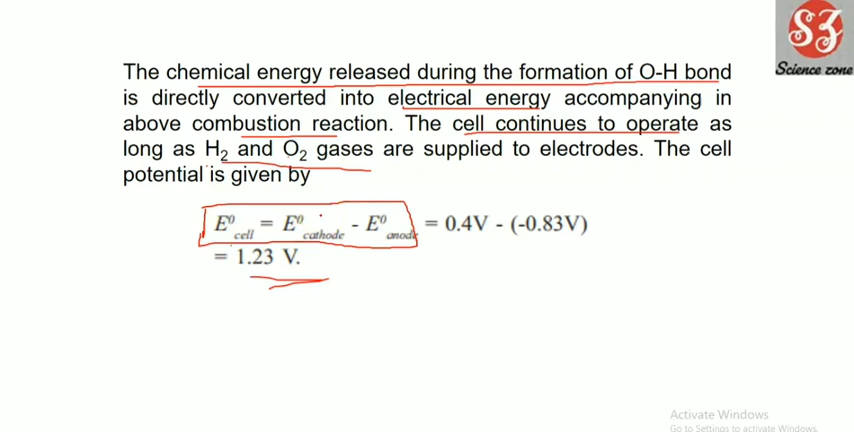 SZ
Science zone
The chemical energy released during the formation of O-H bond
is directly converted into electrical energy accompanying in
above combustion reaction. The cell continues to operate as
long as H₂ and O₂ gases are supplied to electrodes. The cell
potential is given by
E⁰cell = E⁰cathode - E⁰anode = 0.4V - (-0.83V)
= 1.23 V.
Activate Windows
Go to Settings to activate Windows.